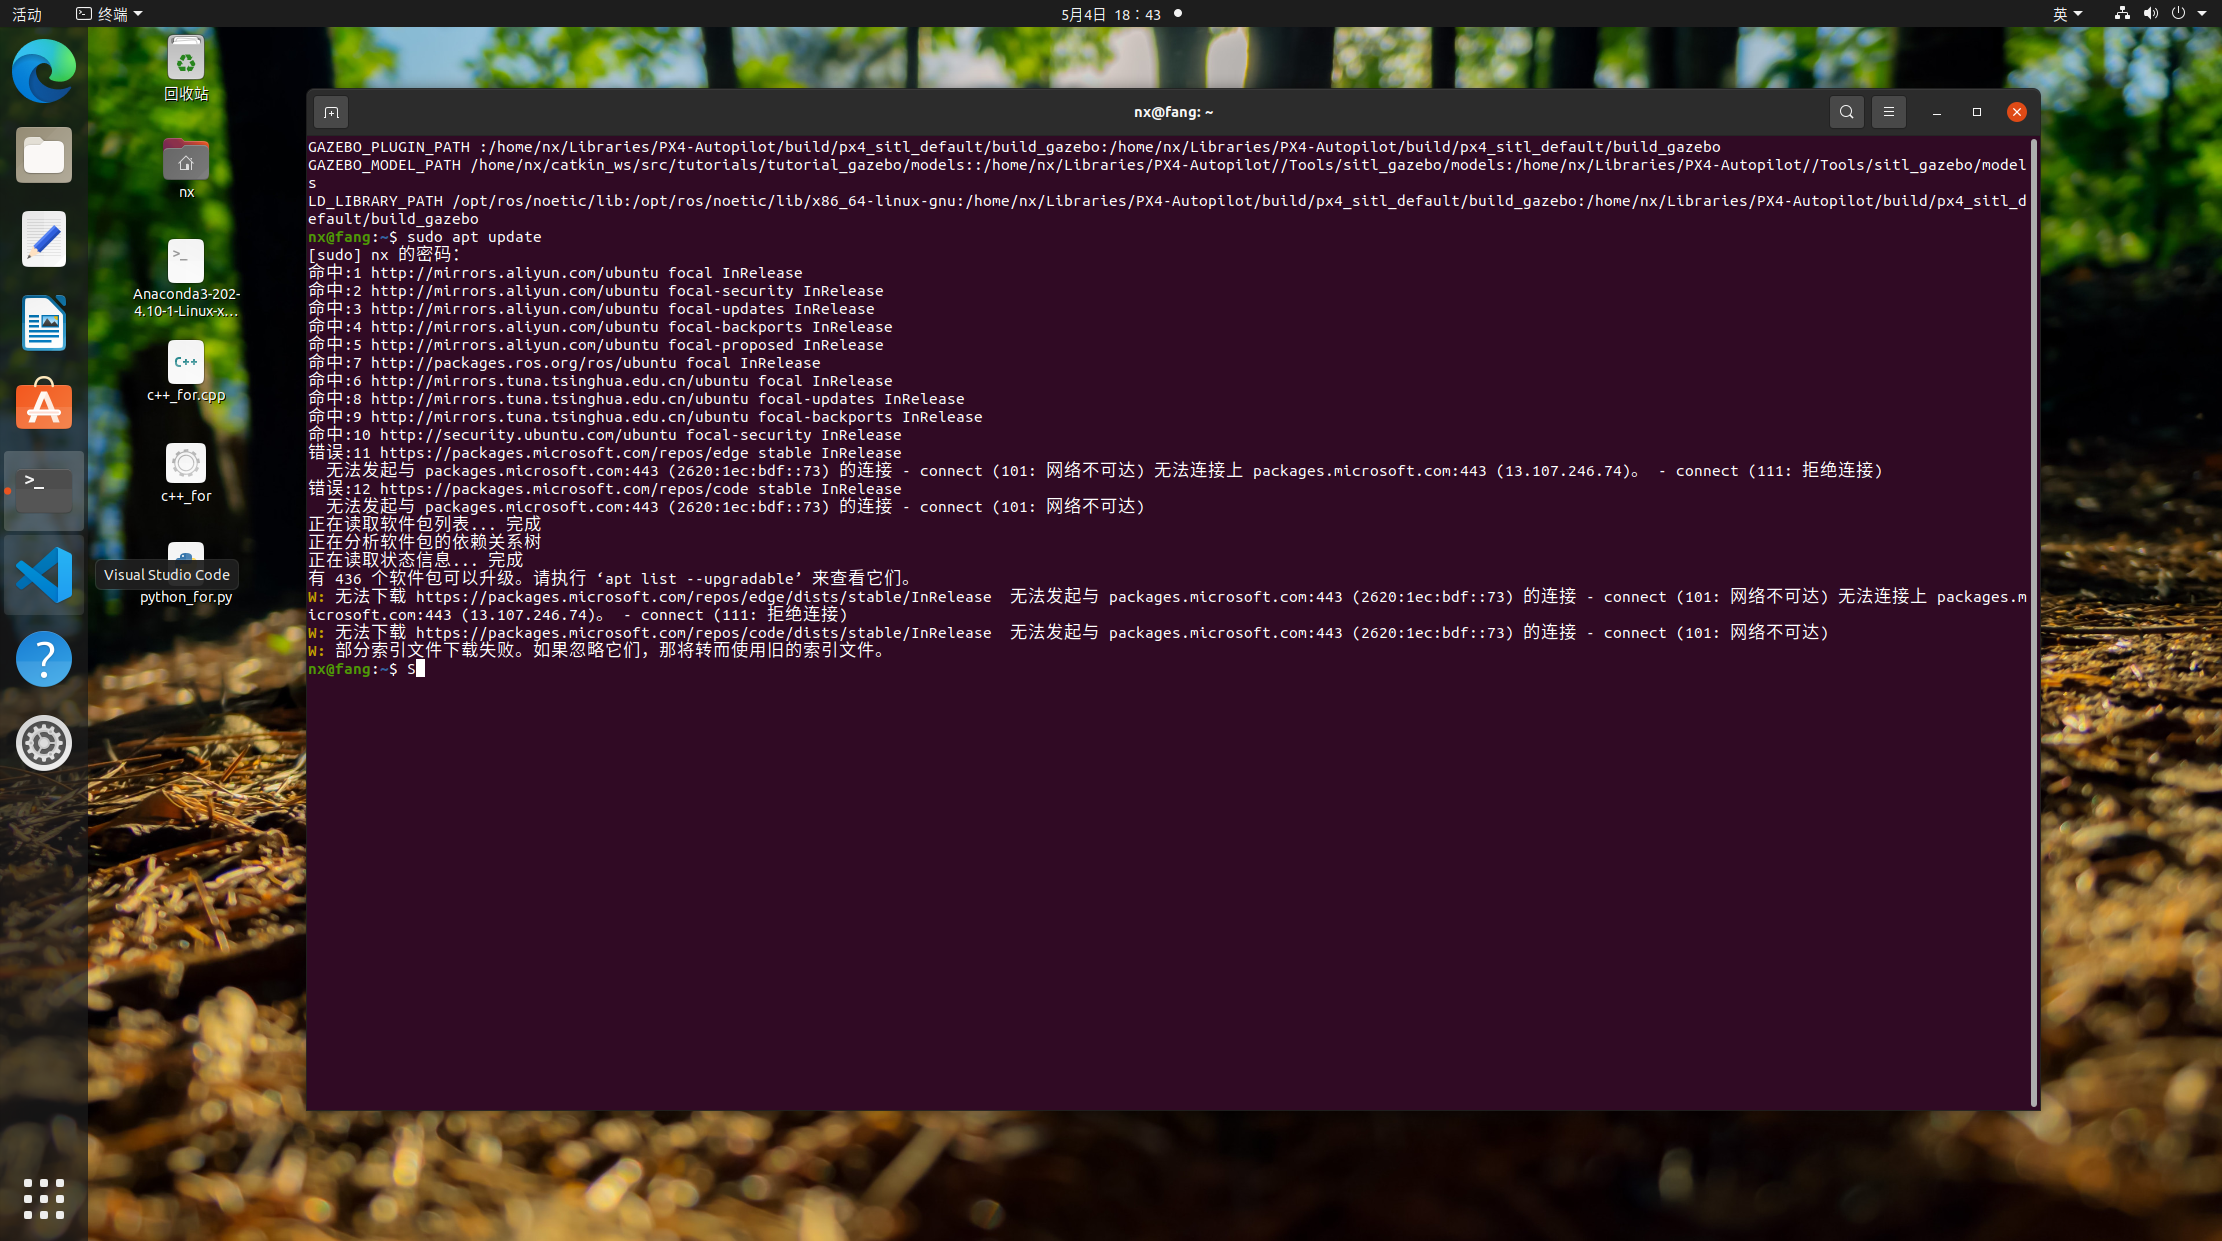 活动
终端
5月4日 18：43
英
回收站
nx
Anaconda3-202-
4.10-1-Linux-x…
C++
c++_for.cpp
c++_for
Visual Studio Code
python_for.py
nx@fang: ~
GAZEBO_PLUGIN_PATH :/home/nx/Libraries/PX4-Autopilot/build/px4_sitl_default/build_gazebo:/home/nx/Libraries/PX4-Autopilot/build/px4_sitl_default/build_gazebo
GAZEBO_MODEL_PATH /home/nx/catkin_ws/src/tutorials/tutorial_gazebo/models::/home/nx/Libraries/PX4-Autopilot//Tools/sitl_gazebo/models:/home/nx/Libraries/PX4-Autopilot//Tools/sitl_gazebo/model
s
LD_LIBRARY_PATH /opt/ros/noetic/lib:/opt/ros/noetic/lib/x86_64-linux-gnu:/home/nx/Libraries/PX4-Autopilot/build/px4_sitl_default/build_gazebo:/home/nx/Libraries/PX4-Autopilot/build/px4_sitl_d
efault/build_gazebo
nx@fang:~$ sudo apt update
[sudo] nx 的密码：
命中:1 http://mirrors.aliyun.com/ubuntu focal InRelease
命中:2 http://mirrors.aliyun.com/ubuntu focal-security InRelease
命中:3 http://mirrors.aliyun.com/ubuntu focal-updates InRelease
命中:4 http://mirrors.aliyun.com/ubuntu focal-backports InRelease
命中:5 http://mirrors.aliyun.com/ubuntu focal-proposed InRelease
命中:7 http://packages.ros.org/ros/ubuntu focal InRelease
命中:6 http://mirrors.tuna.tsinghua.edu.cn/ubuntu focal InRelease
命中:8 http://mirrors.tuna.tsinghua.edu.cn/ubuntu focal-updates InRelease
命中:9 http://mirrors.tuna.tsinghua.edu.cn/ubuntu focal-backports InRelease
命中:10 http://security.ubuntu.com/ubuntu focal-security InRelease
错误:11 https://packages.microsoft.com/repos/edge stable InRelease
  无法发起与 packages.microsoft.com:443 (2620:1ec:bdf::73) 的连接 - connect (101: 网络不可达) 无法连接上 packages.microsoft.com:443 (13.107.246.74)。 - connect (111: 拒绝连接)
错误:12 https://packages.microsoft.com/repos/code stable InRelease
  无法发起与 packages.microsoft.com:443 (2620:1ec:bdf::73) 的连接 - connect (101: 网络不可达)
正在读取软件包列表... 完成
正在分析软件包的依赖关系树
正在读取状态信息... 完成
有 436 个软件包可以升级。请执行 ‘apt list --upgradable’ 来查看它们。
W: 无法下载 https://packages.microsoft.com/repos/edge/dists/stable/InRelease  无法发起与 packages.microsoft.com:443 (2620:1ec:bdf::73) 的连接 - connect (101: 网络不可达) 无法连接上 packages.m
icrosoft.com:443 (13.107.246.74)。 - connect (111: 拒绝连接)
W: 无法下载 https://packages.microsoft.com/repos/code/dists/stable/InRelease  无法发起与 packages.microsoft.com:443 (2620:1ec:bdf::73) 的连接 - connect (101: 网络不可达)
W: 部分索引文件下载失败。如果忽略它们，那将转而使用旧的索引文件。
nx@fang:~$ S